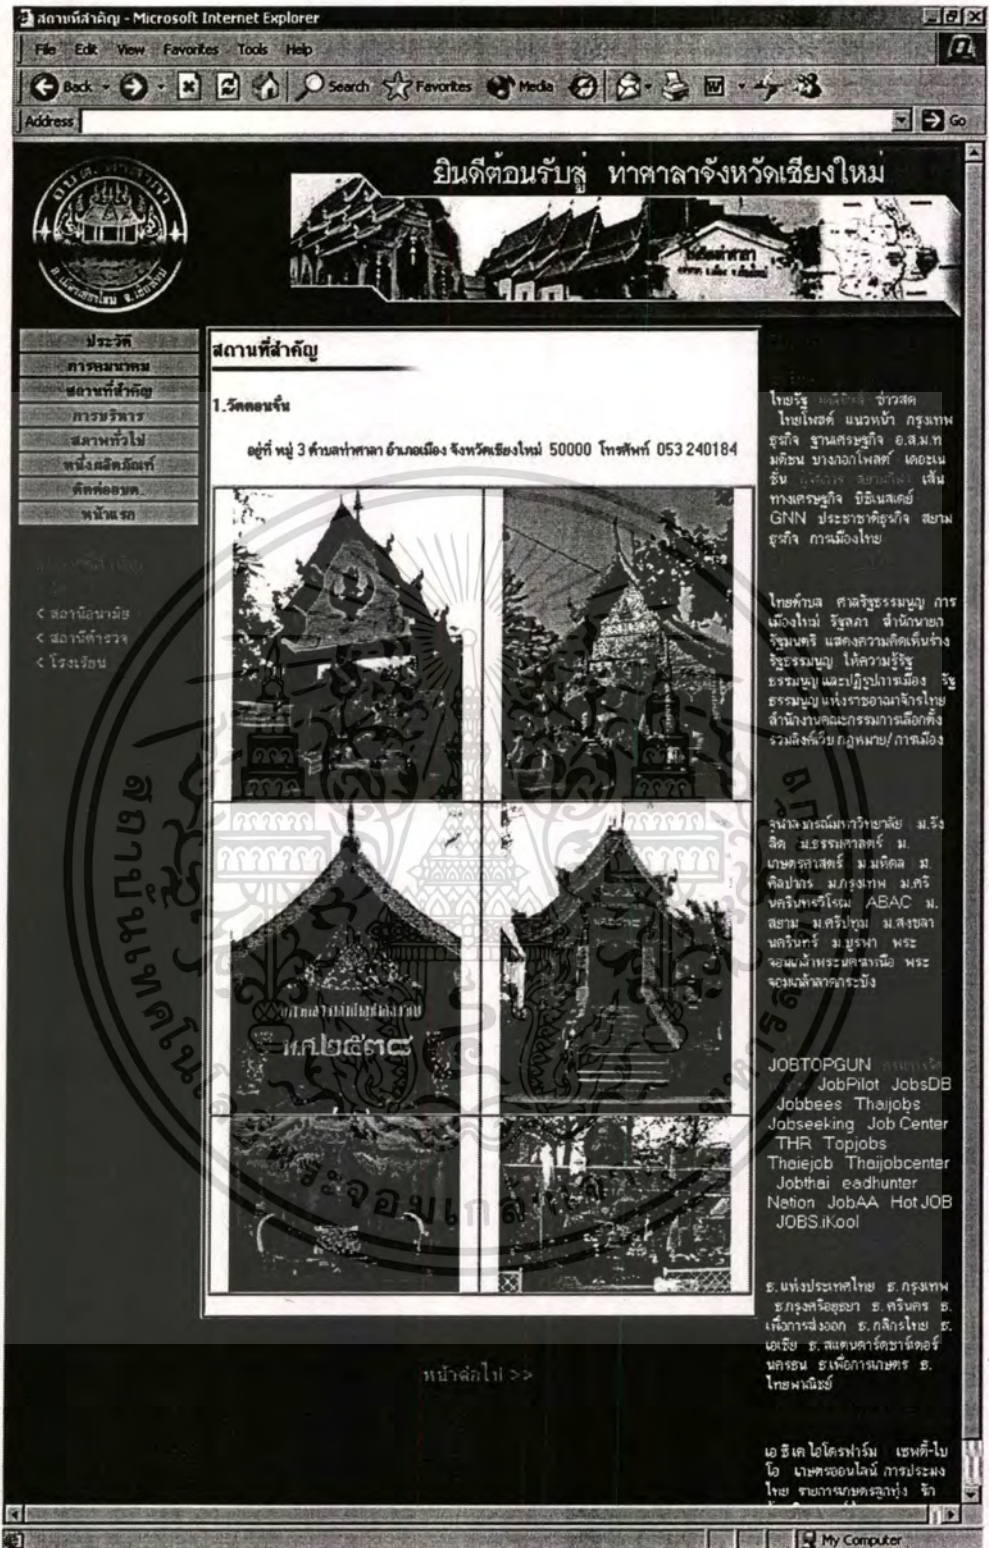 สถานที่สำคัญ - Microsoft Internet Explorer
File Edit View Favorites Tools Help
Back Search Favorites Media
Address Go
ยินดีต้อนรับสู่ ท่าศาลาจังหวัดเชียงใหม่
ประวัติ
การคมนาคม
สถานที่สำคัญ
การบริหาร
สภาพทั่วไป
หนึ่งผลิตภัณฑ์
ติดต่ออบต.
หน้าแรก
< สถานีอนามัย
< สถานีตำรวจ
< โรงเรียน
สถานที่สำคัญ
1.วัดดอนจั่น
อยู่ที่ หมู่ 3 ตำบลท่าศาลา อำเภอเมือง จังหวัดเชียงใหม่ 50000 โทรศัพท์ 053 240184
พ.ศ.๒๕๓๘
หน้าต่อไป >>
ไทยรัฐ ข่าวสด
ไทยโพสต์ แนวหน้า กรุงเทพ
ธุรกิจ ฐานเศรษฐกิจ อ.ส.ม.ท
มติชน บางกอกโพสต์ เดอะเน
ชั่น เส้น
ทางเศรษฐกิจ บิซิเนสเดย์
GNN ประชาชาติธุรกิจ สยาม
ธุรกิจ การเมืองไทย
ไทยตำบล ศาลรัฐธรรมนูญ การ
เมืองใหม่ รัฐสภา สำนักนายก
รัฐมนตรี แสดงความคิดเห็นร่าง
รัฐธรรมนูญ ให้ความรู้รัฐ
ธรรมนูญและปฏิรูปการเมือง รัฐ
ธรรมนูญแห่งราชอาณาจักรไทย
สำนักงานคณะกรรมการเลือกตั้ง
รวมลิงค์เว็บ กฎหมาย/การเมือง
จุฬาลงกรณ์มหาวิทยาลัย ม.รัง
สิต ม.ธรรมศาสตร์ ม.
เกษตรศาสตร์ ม.มหิดล ม.
ศิลปากร ม.กรุงเทพ ม.ศรี
นครินทรวิโรฒ ABAC ม.
สยาม ม.ศรีปทุม ม.สงขลา
นครินทร์ ม.บูรพา พระ
จอมเกล้าพระนครเหนือ พระ
จอมเกล้าลาดกระบัง
JOBTOPGUN
JobPilot JobsDB
Jobbees Thaijobs
Jobseeking Job Center
THR Topjobs
Thaiejob Thaijobcenter
Jobthai eadhunter
Nation JobAA Hot JOB
JOBS.iKool
ธ.แห่งประเทศไทย ธ.กรุงเทพ
ธ.กรุงศรีอยุธยา ธ.ศรีนคร ธ.
เพื่อการส่งออก ธ.กสิกรไทย ธ.
เอเชีย ธ.สแตนดาร์ดชาร์เตอร์
นครธน ธ.เพื่อการเกษตร ธ.
ไทยพาณิชย์
เอ ซี เค ไฮโดรฟาร์ม เซฟตี้-ไบ
โอ เกษตรออนไลน์ การประมง
ไทย รายการเกษตรลูกทุ่ง
My Computer